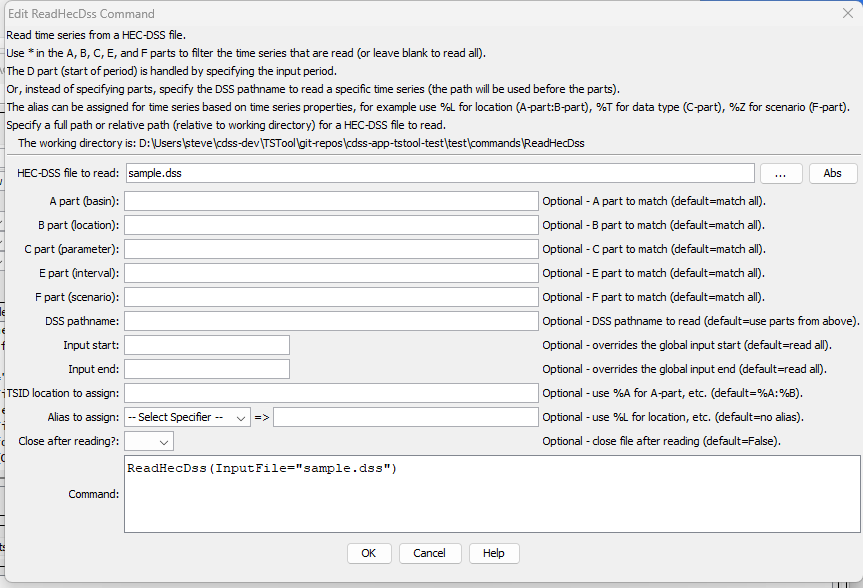 Edit ReadHecDss Command
Read time series from a HEC-DSS file.
Use * in the A, B, C, E, and F parts to filter the time series that are read (or leave blank to read all).
The D part (start of period) is handled by specifying the input period.
Or, instead of specifying parts, specify the DSS pathname to read a specific time series (the path will be used before the parts).
The alias can be assigned for time series based on time series properties, for example use %L for location (A-part:B-part), %T for data type (C-part), %Z for scenario (F-part).
Specify a full path or relative path (relative to working directory) for a HEC-DSS file to read.
The working directory is: D:\Users\steve\cdss-dev\TSTool\git-repos\cdss-app-tstool-test\test\commands\ReadHecDss
HEC-DSS file to read: sample.dss ... Abs
A part (basin): Optional - A part to match (default=match all).
B part (location): Optional - B part to match (default=match all).
C part (parameter): Optional - C part to match (default=match all).
E part (interval): Optional - E part to match (default=match all).
F part (scenario): Optional - F part to match (default=match all).
DSS pathname: Optional - DSS pathname to read (default=use parts from above).
Input start: Optional - overrides the global input start (default=read all).
Input end: Optional - overrides the global input end (default=read all).
TSID location to assign: Optional - use %A for A-part, etc. (default=%A:%B).
Alias to assign: -- Select Specifier -- => Optional - use %L for location, etc. (default=no alias).
Close after reading?: Optional - close file after reading (default=False).
Command: ReadHecDss(InputFile="sample.dss")
OK Cancel Help